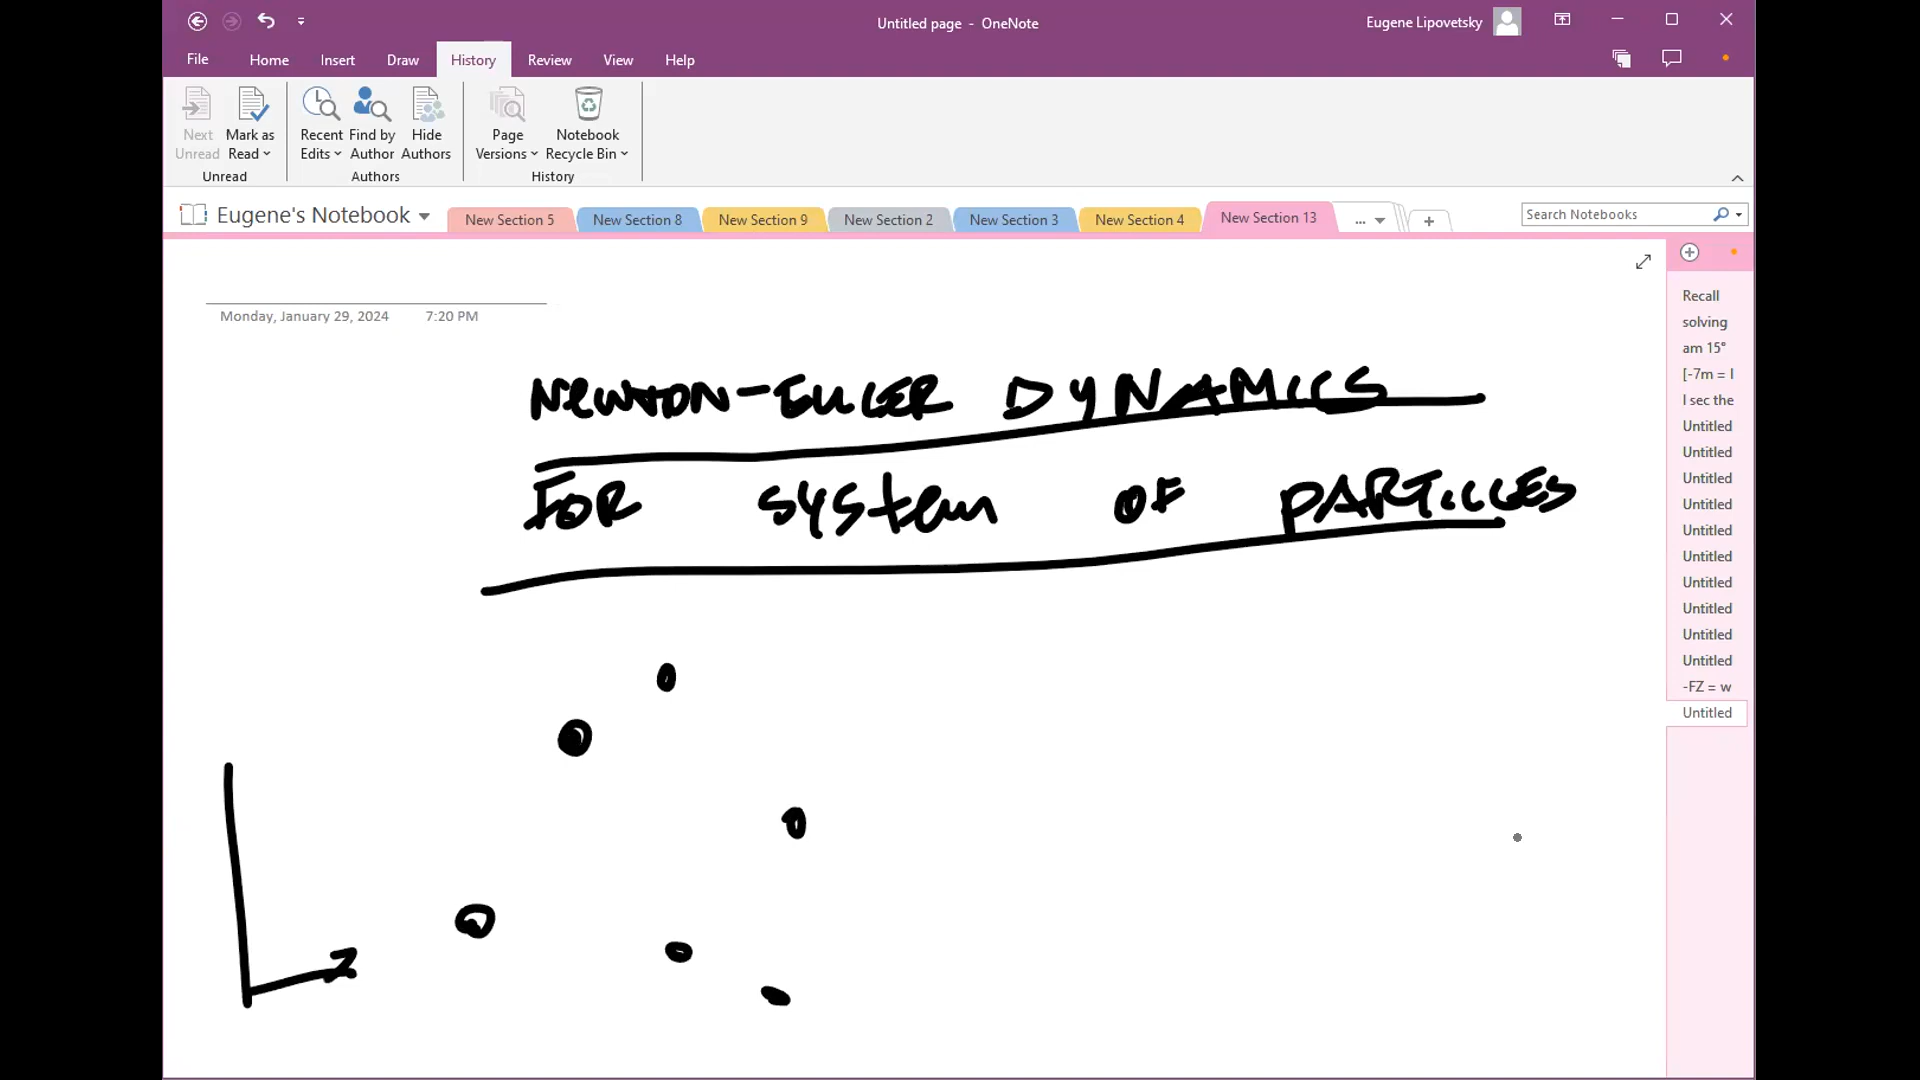 Untitled page - OneNote
Eugene Lipovetsky
File Home Insert Draw History Review View Help
Next Unread
Mark as Read
Recent Edits
Find by Author
Hide Authors
Page Versions
Notebook Recycle Bin
Unread
Authors
History
Eugene's Notebook
New Section 5
New Section 8
New Section 9
New Section 2
New Section 3
New Section 4
New Section 13
...
Search Notebooks
Monday, January 29, 2024 7:20 PM
NEWTON-EULER DYNAMICS
FOR system OF PARTICLES
Recall
solving
am 15°
[-7m = I
I sec the
Untitled
Untitled
Untitled
Untitled
Untitled
Untitled
Untitled
Untitled
Untitled
Untitled
-FZ = w
Untitled